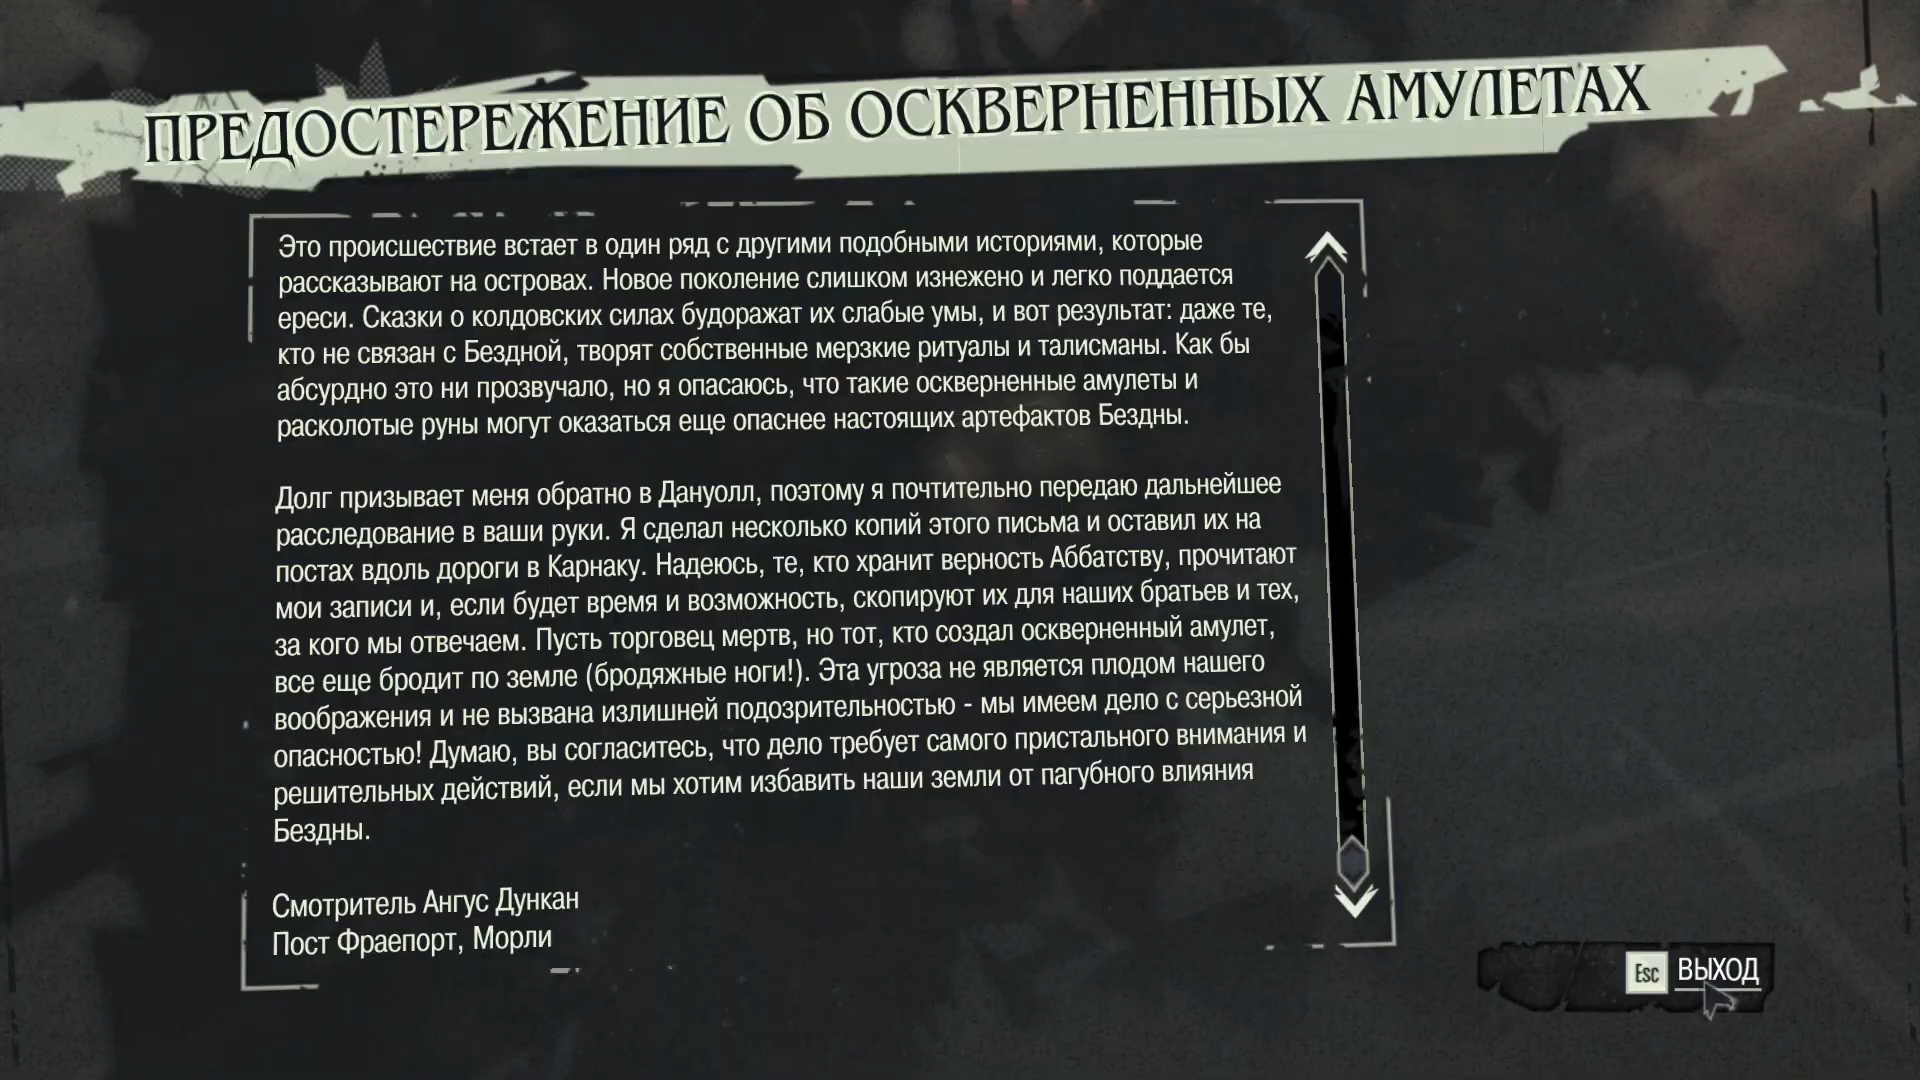 ПРЕДОСТЕРЕЖЕНИЕ ОБ ОСКВЕРНЕННЫХ АМУЛЕТАХ
Это происшествие встает в один ряд с другими подобными историями, которые
рассказывают на островах. Новое поколение слишком изнежено и легко поддается
ереси. Сказки о колдовских силах будоражат их слабые умы, и вот результат: даже те,
кто не связан с Бездной, творят собственные мерзкие ритуалы и талисманы. Как бы
абсурдно это ни прозвучало, но я опасаюсь, что такие оскверненные амулеты и
расколотые руны могут оказаться еще опаснее настоящих артефактов Бездны.
Долг призывает меня обратно в Дануолл, поэтому я почтительно передаю дальнейшее
расследование в ваши руки. Я сделал несколько копий этого письма и оставил их на
постах вдоль дороги в Карнаку. Надеюсь, те, кто хранит верность Аббатству, прочитают
мои записи и, если будет время и возможность, скопируют их для наших братьев и тех,
за кого мы отвечаем. Пусть торговец мертв, но тот, кто создал оскверненный амулет,
все еще бродит по земле (бродяжные ноги!). Эта угроза не является плодом нашего
воображения и не вызвана излишней подозрительностью - мы имеем дело с серьезной
опасностью! Думаю, вы согласитесь, что дело требует самого пристального внимания и
решительных действий, если мы хотим избавить наши земли от пагубного влияния
Бездны.
Смотритель Ангус Дункан
Пост Фраепорт, Морли
Esc ВЫХОД